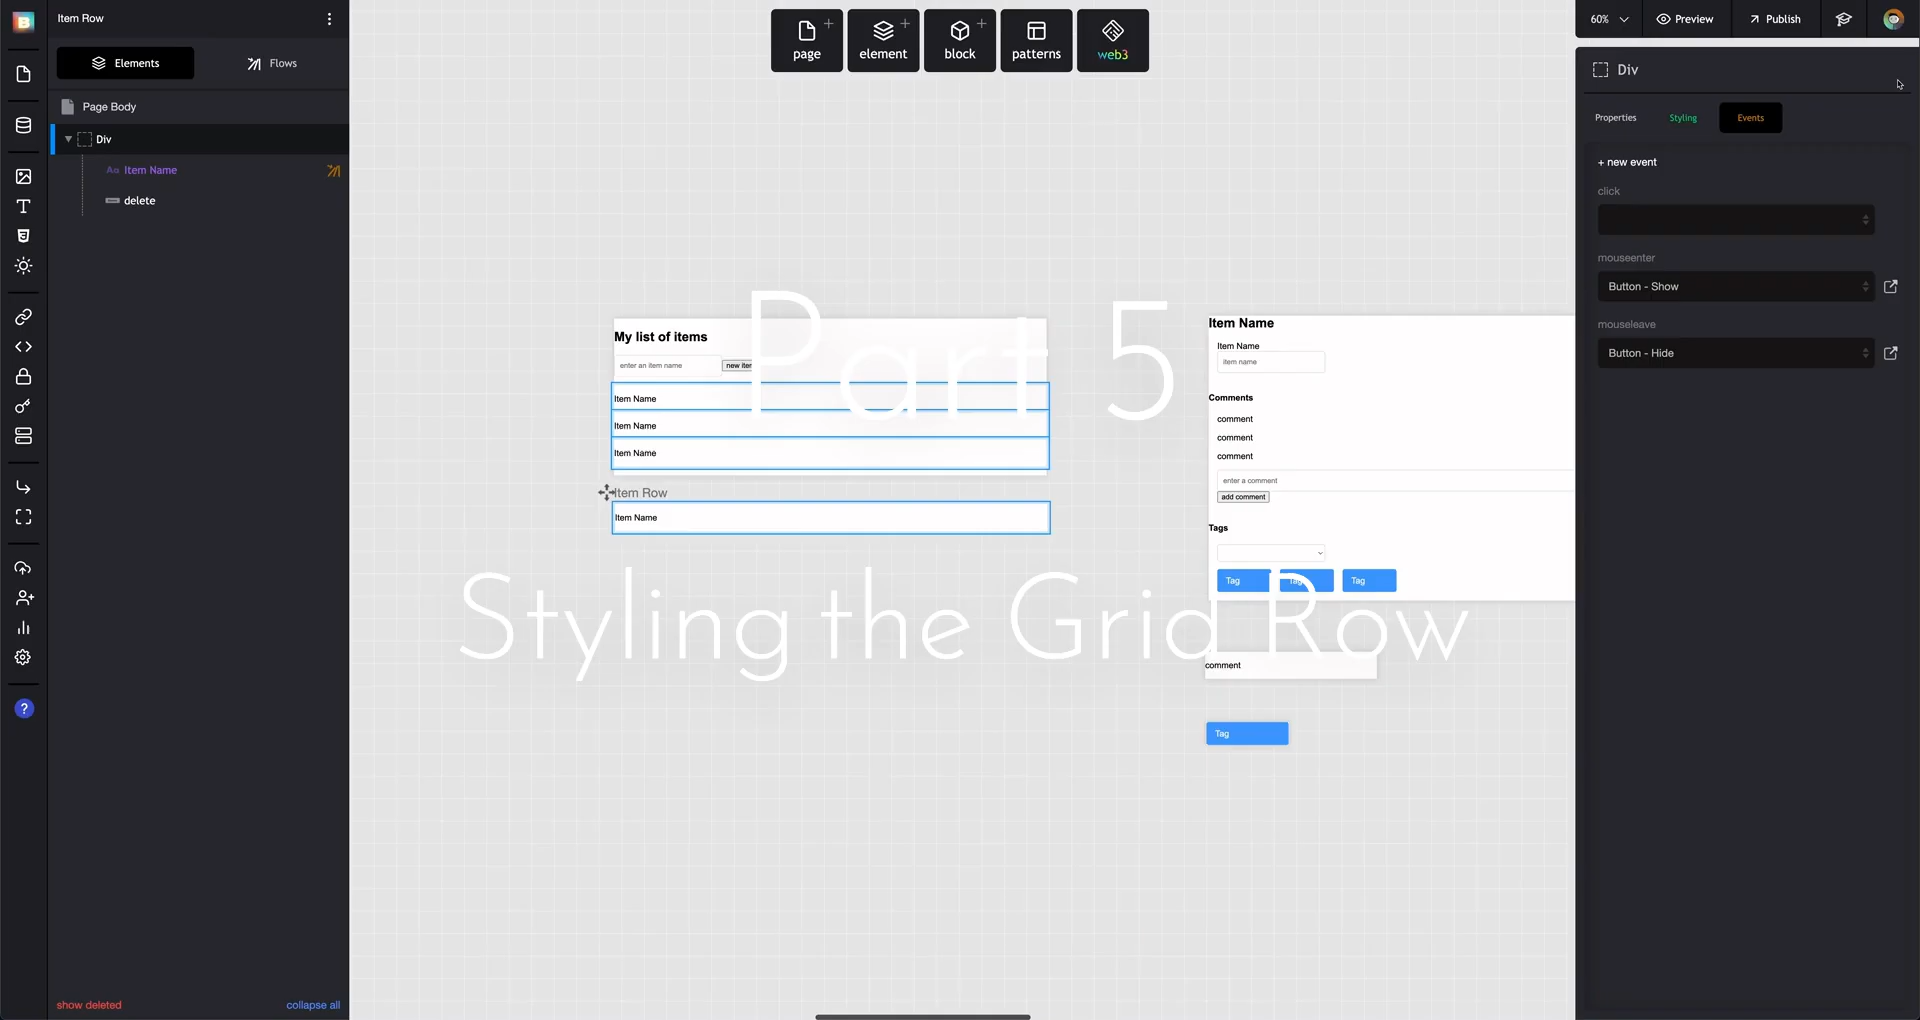 Item Row
Elements
Flows
Page Body
Div
Aa Item Name
delete
show deleted
collapse all
page
element
block
patterns
web3
60%
Preview
Publish
Div
Properties
Styling
Events
+ new event
click
mouseenter
Button - Show
mouseleave
Button - Hide
Part 5
Styling the Grid Row
My list of items
enter an item name
new iter
Item Name
Item Name
Item Name
Item Row
Item Name
Item Name
Item Name
item name
Comments
comment
comment
comment
enter a comment
add comment
Tags
Tag
Tag
Tag
comment
Tag
?
B